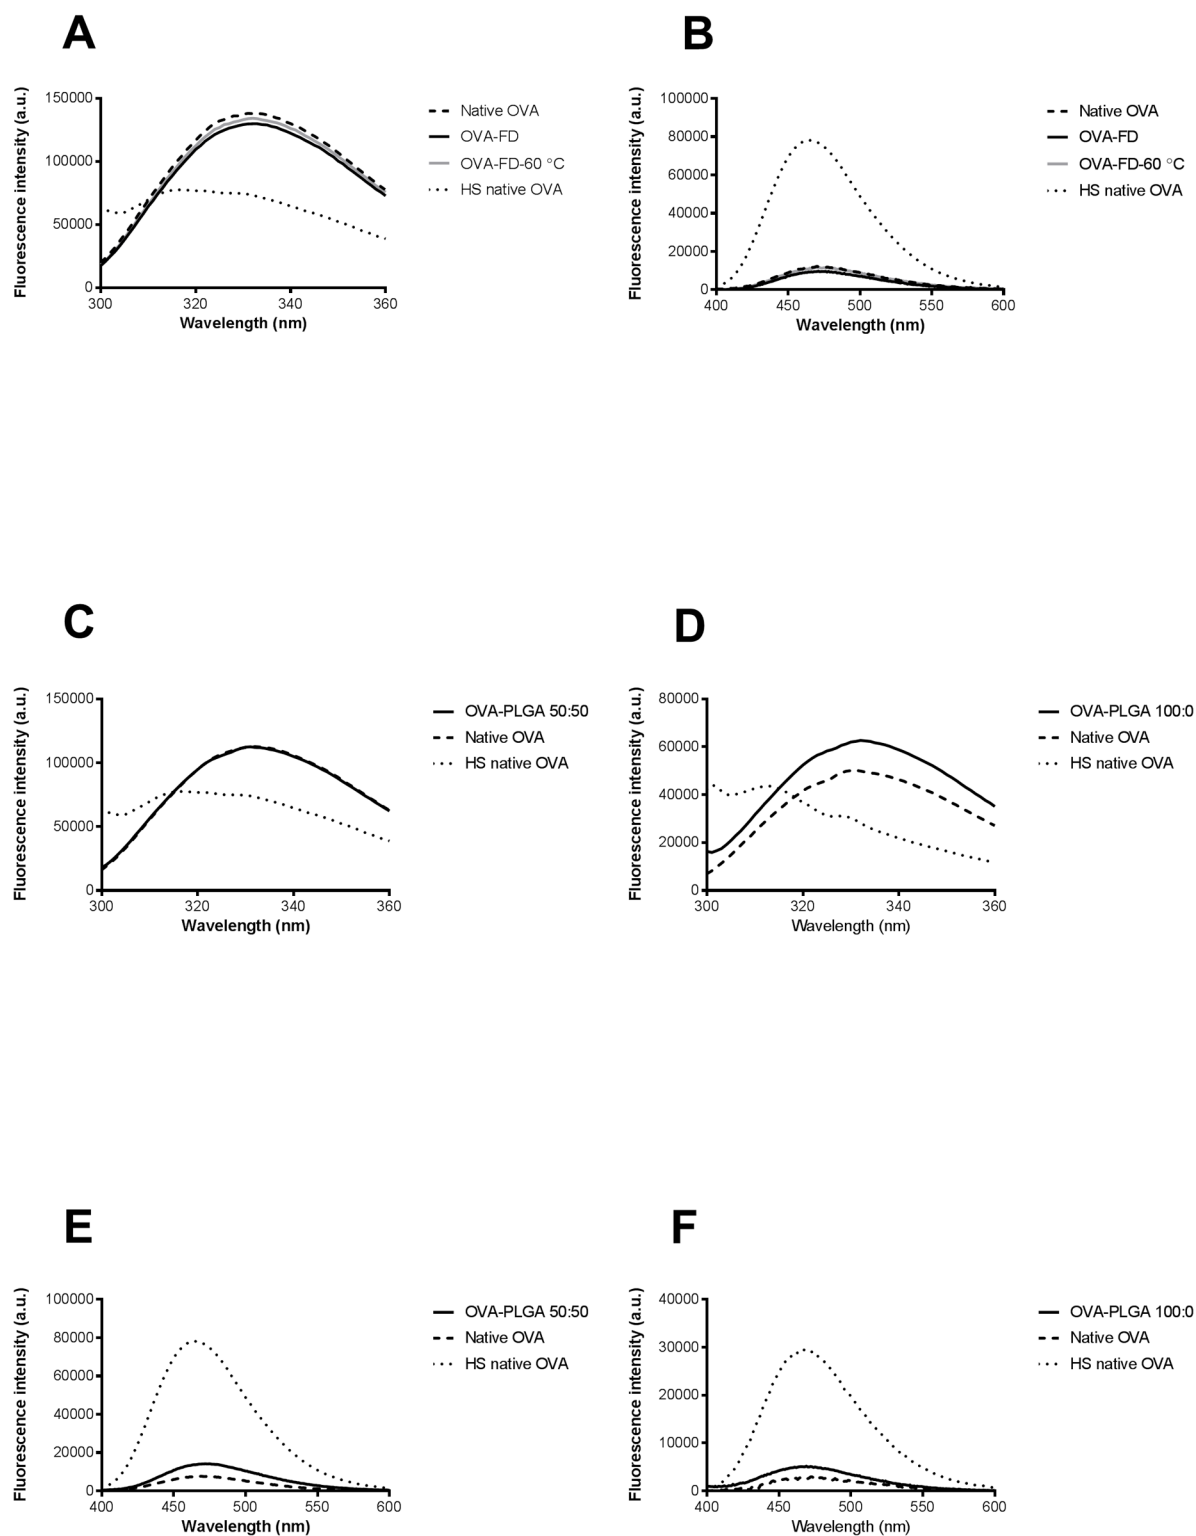 A
Fluorescence intensity (a.u.)
150000
100000
50000
0
300
320
340
360
Wavelength (nm)
Native OVA
OVA-FD
OVA-FD-60 °C
HS native OVA
B
Fluorescence intensity (a.u.)
100000
80000
60000
40000
20000
0
400
450
500
550
600
Wavelength (nm)
Native OVA
OVA-FD
OVA-FD-60 °C
HS native OVA
C
Fluorescence intensity (a.u.)
150000
100000
50000
0
300
320
340
360
Wavelength (nm)
OVA-PLGA 50:50
Native OVA
HS native OVA
D
Fluorescence intensity (a.u.)
80000
60000
40000
20000
0
300
320
340
360
Wavelength (nm)
OVA-PLGA 100:0
Native OVA
HS native OVA
E
Fluorescence intensity (a.u.)
100000
80000
60000
40000
20000
0
400
450
500
550
600
Wavelength (nm)
OVA-PLGA 50:50
Native OVA
HS native OVA
F
Fluorescence intensity (a.u.)
40000
30000
20000
10000
0
400
450
500
550
600
Wavelength (nm)
OVA-PLGA 100:0
Native OVA
HS native OVA